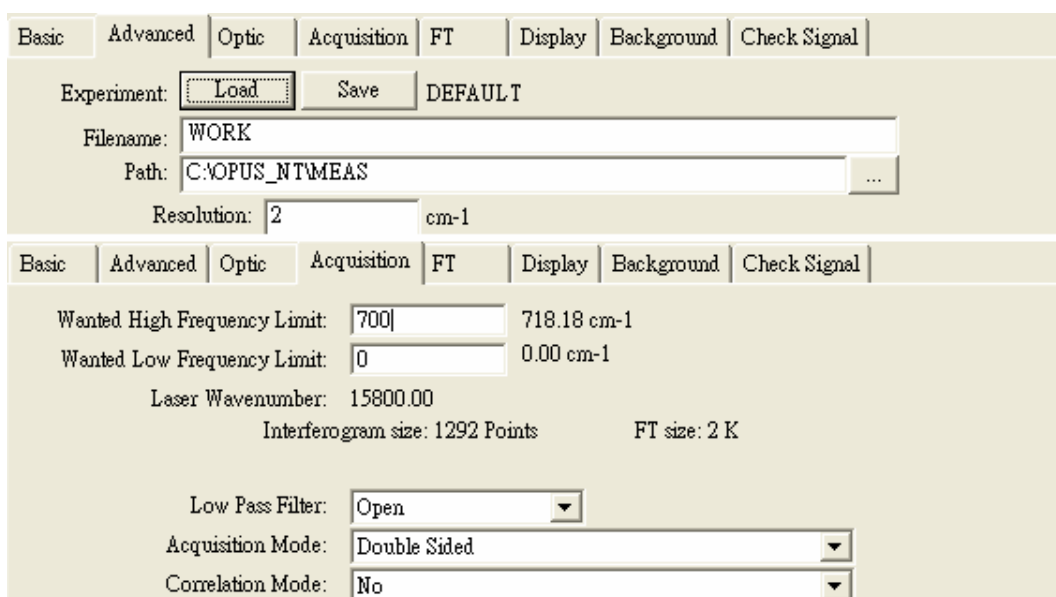 Basic Advanced Optic Acquisition FT Display Background Check Signal
Experiment: Load Save DEFAULT
Filename: WORK
Path: C:\OPUS_NT\MEAS ...
Resolution: 2 cm-1
Basic Advanced Optic Acquisition FT Display Background Check Signal
Wanted High Frequency Limit: 700 718.18 cm-1
Wanted Low Frequency Limit: 0 0.00 cm-1
Laser Wavenumber: 15800.00
Interferogram size: 1292 Points FT size: 2 K
Low Pass Filter: Open
Acquisition Mode: Double Sided
Correlation Mode: No